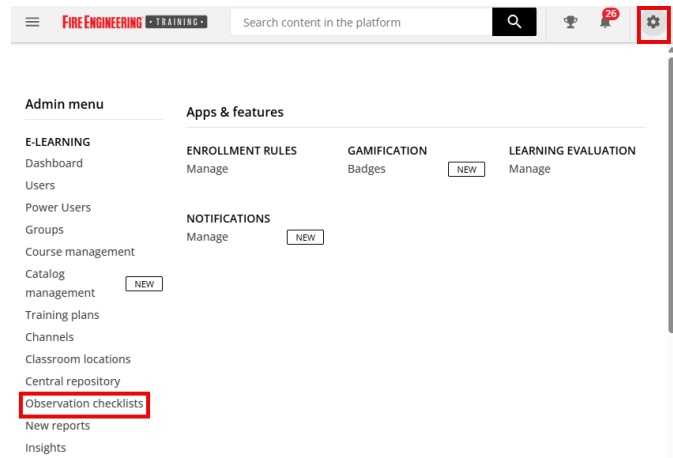 FIRE ENGINEERING • TRAINING •
Search content in the platform
26
Admin menu
Apps & features
E-LEARNING
Dashboard
Users
Power Users
Groups
Course management
Catalog
management NEW
Training plans
Channels
Classroom locations
Central repository
Observation checklists
New reports
Insights
ENROLLMENT RULES
Manage
GAMIFICATION
Badges NEW
LEARNING EVALUATION
Manage
NOTIFICATIONS
Manage NEW